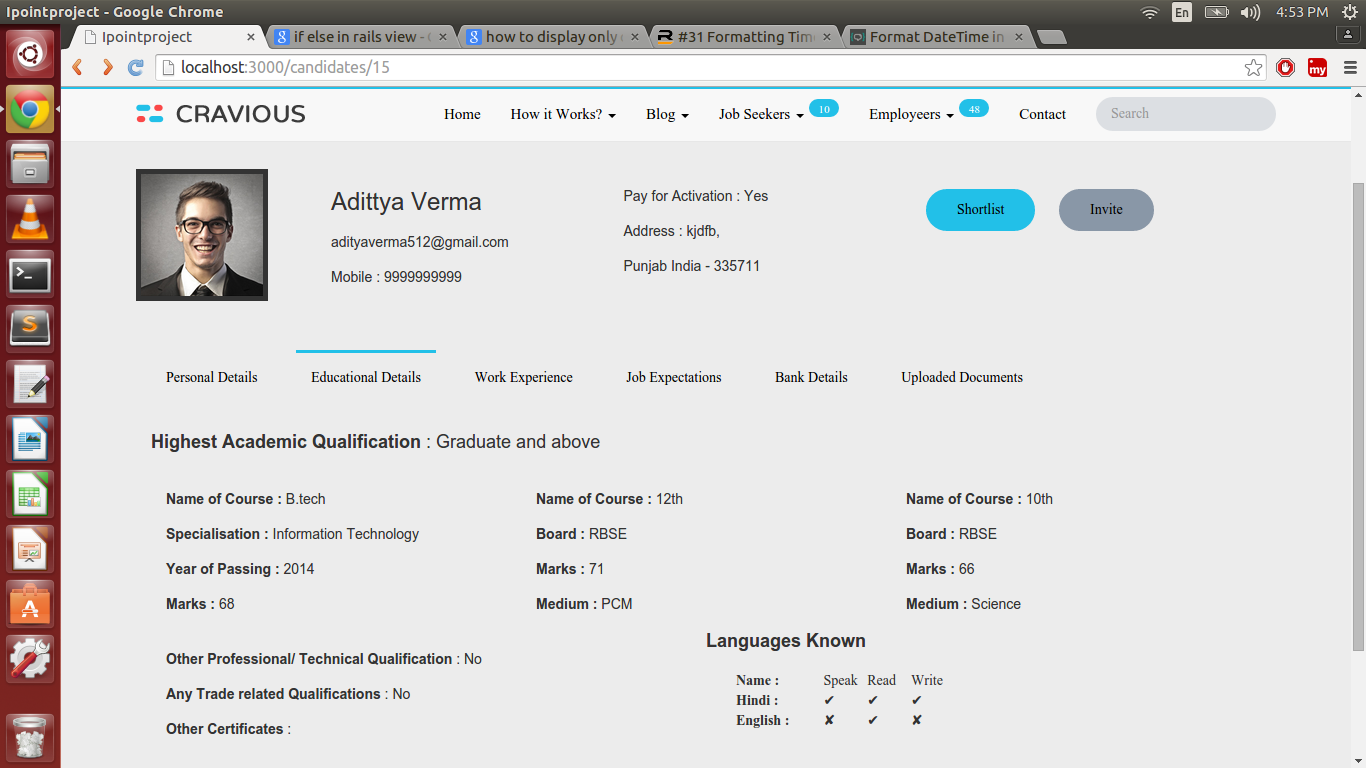 Ipointproject - Google Chrome
En
4:53 PM
Ipointproject
if else in rails view -
how to display only
#31 Formatting Tim
Format DateTime in
localhost:3000/candidates/15
my
CRAVIOUS
Home
How it Works?
Blog
Job Seekers
10
Employeers
48
Contact
Search
Adittya Verma
adityaverma512@gmail.com
Mobile : 9999999999
Pay for Activation : Yes
Address : kjdfb,
Punjab India - 335711
Shortlist
Invite
Personal Details
Educational Details
Work Experience
Job Expectations
Bank Details
Uploaded Documents
Highest Academic Qualification : Graduate and above
Name of Course : B.tech
Specialisation : Information Technology
Year of Passing : 2014
Marks : 68
Name of Course : 12th
Board : RBSE
Marks : 71
Medium : PCM
Name of Course : 10th
Board : RBSE
Marks : 66
Medium : Science
Other Professional/ Technical Qualification : No
Any Trade related Qualifications : No
Other Certificates :
Languages Known
Name : Speak Read Write
Hindi : ✔ ✔ ✔
English : ✘ ✔ ✘